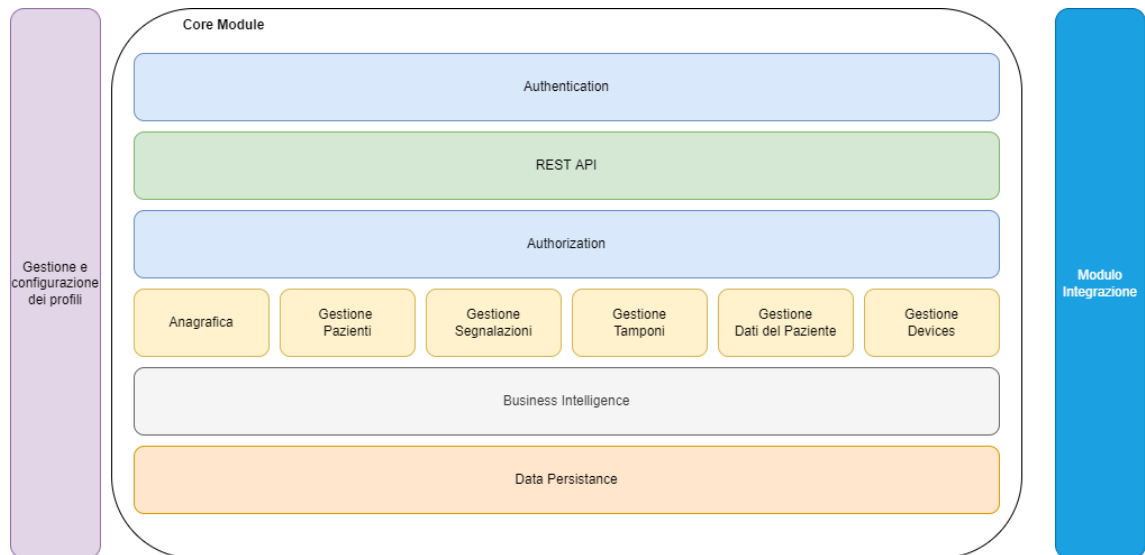 Core Module
Authentication
REST API
Authorization
Gestione e
configurazione
dei profili
Anagrafica
Gestione
Pazienti
Gestione
Segnalazioni
Gestione
Tamponi
Gestione
Dati del Paziente
Gestione
Devices
Business Intelligence
Data Persistance
Modulo
Integrazione